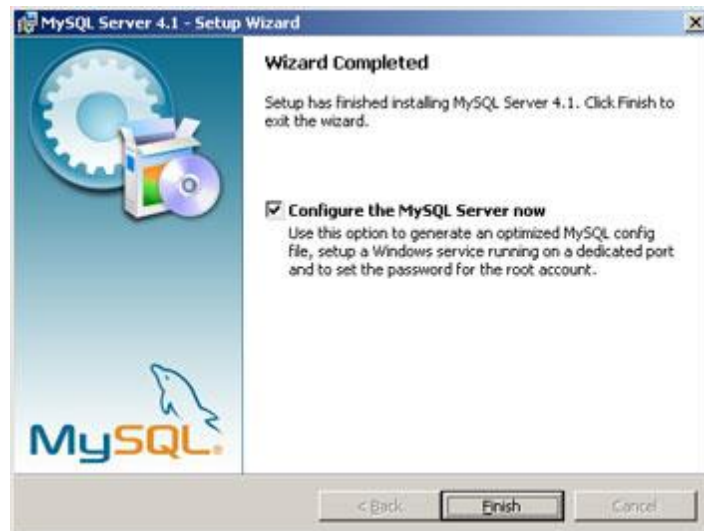 MySQL Server 4.1 - Setup Wizard
Wizard Completed
Setup has finished installing MySQL Server 4.1. Click Finish to
exit the wizard.
Configure the MySQL Server now
Use this option to generate an optimized MySQL config
file, setup a Windows service running on a dedicated port
and to set the password for the root account.
MySQL®
< Back
Finish
Cancel